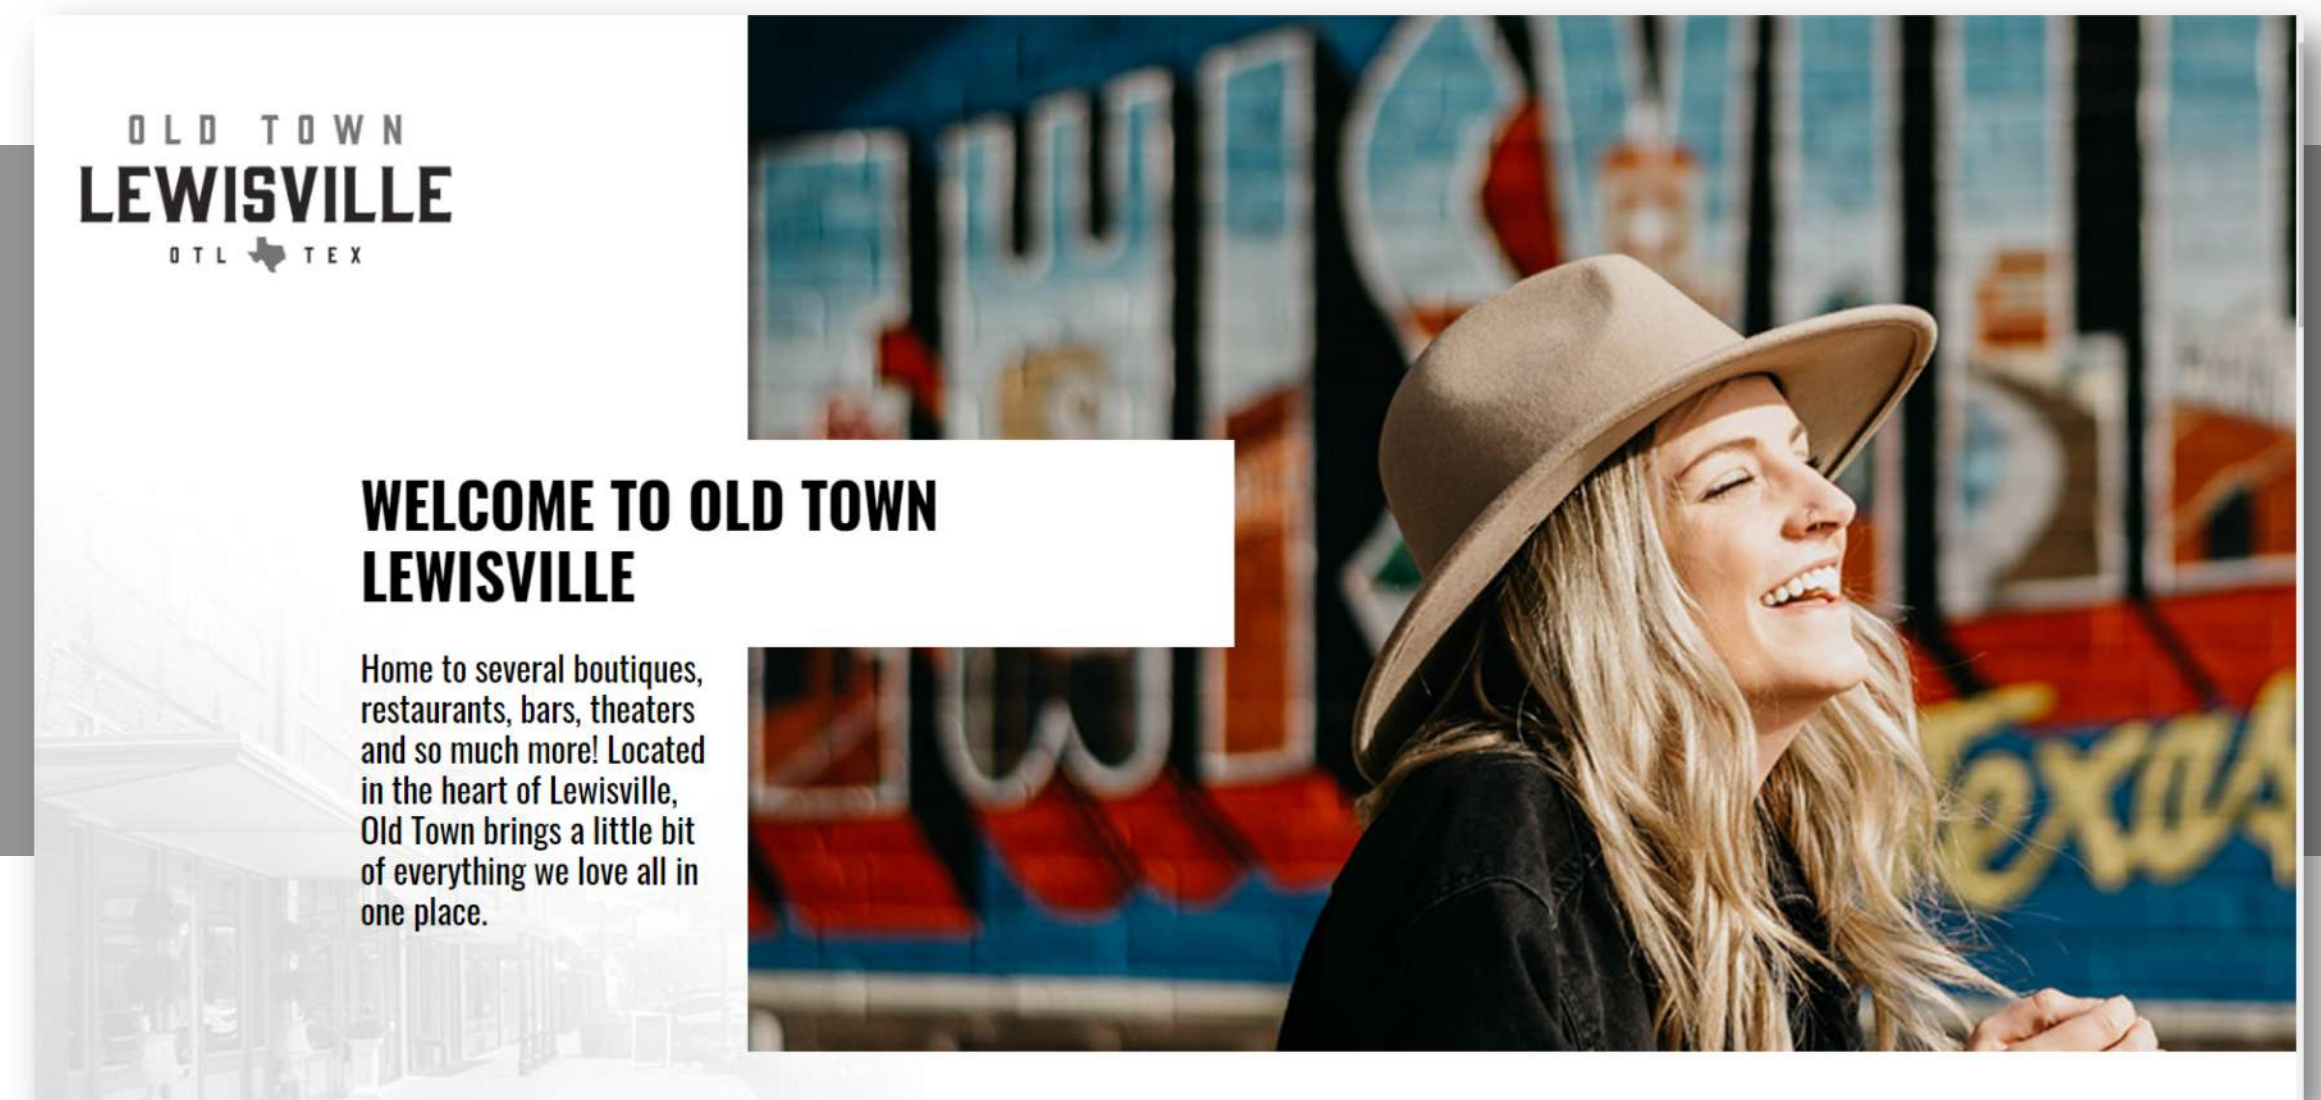 OLD TOWN
LEWISVILLE
OTL TEX
WELCOME TO OLD TOWN
LEWISVILLE
Home to several boutiques,
restaurants, bars, theaters
and so much more! Located
in the heart of Lewisville,
Old Town brings a little bit
of everything we love all in
one place.
Texas